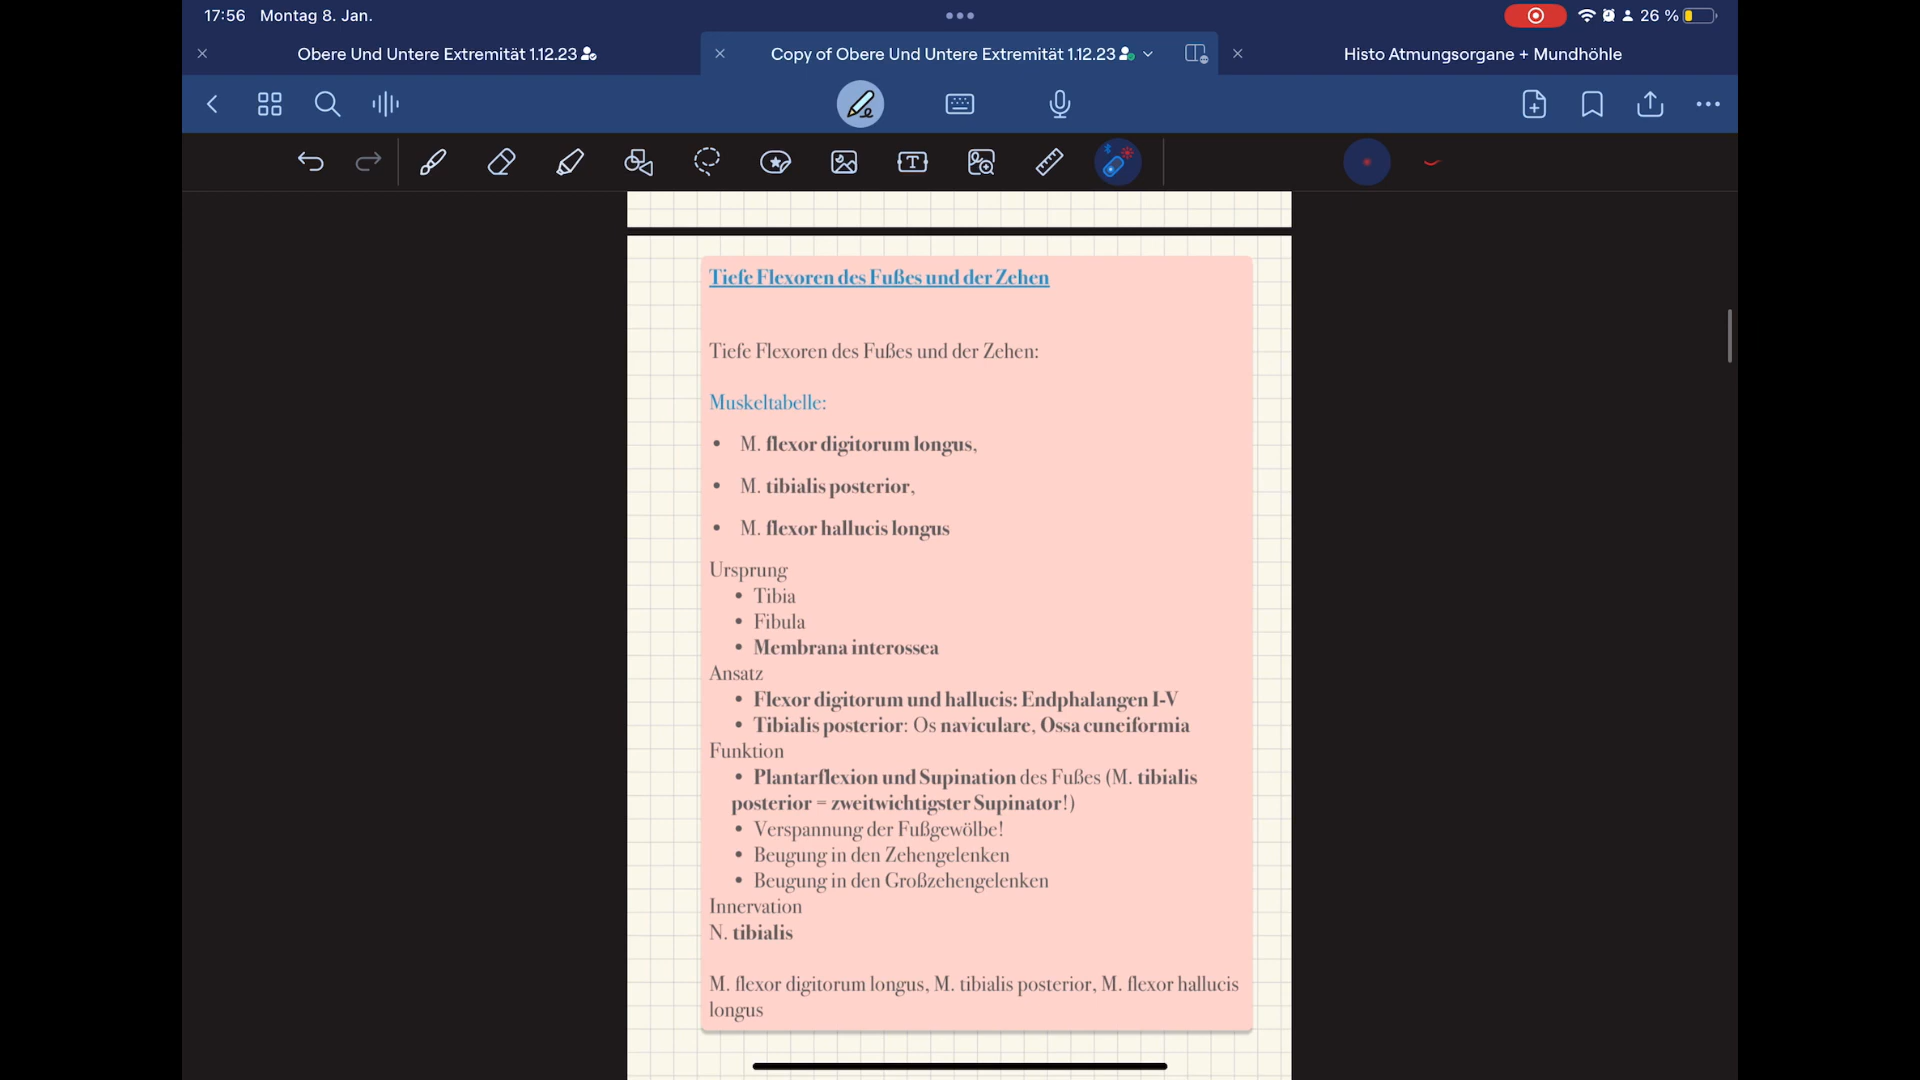 17:56 Montag 8. Jan.
26 %
Obere Und Untere Extremität 1.12.23
Copy of Obere Und Untere Extremität 1.12.23
Histo Atmungsorgane + Mundhöhle
Tiefe Flexoren des Fußes und der Zehen
Tiefe Flexoren des Fußes und der Zehen:
Muskeltabelle:
• M. flexor digitorum longus,
• M. tibialis posterior,
• M. flexor hallucis longus
Ursprung
• Tibia
• Fibula
• Membrana interossea
Ansatz
• Flexor digitorum und hallucis: Endphalangen I-V
• Tibialis posterior: Os naviculare, Ossa cuneiformia
Funktion
• Plantarflexion und Supination des Fußes (M. tibialis
posterior = zweitwichtigster Supinator!)
• Verspannung der Fußgewölbe!
• Beugung in den Zehengelenken
• Beugung in den Großzehengelenken
Innervation
N. tibialis
M. flexor digitorum longus, M. tibialis posterior, M. flexor hallucis
longus